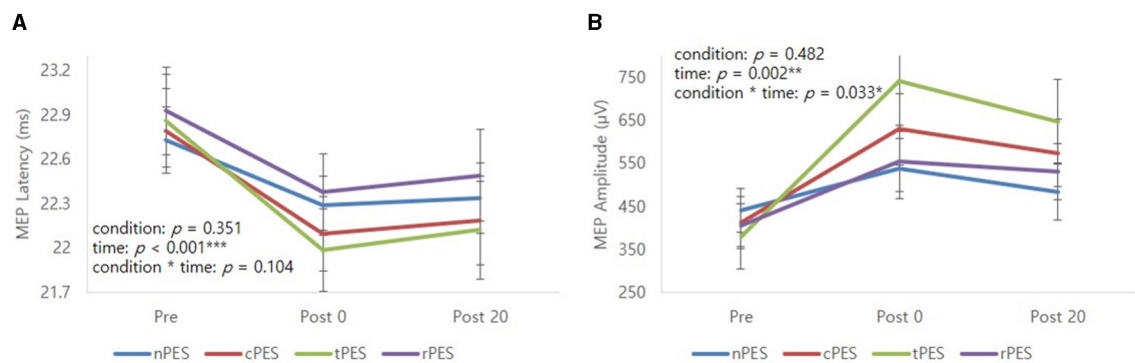 A
MEP Latency (ms)
23.2
22.9
22.6
22.3
22
21.7
condition: p = 0.351
time: p < 0.001***
condition * time: p = 0.104
Pre Post 0 Post 20
nPES cPES tPES rPES
B
MEP Amplitude (μV)
750
650
550
450
350
250
condition: p = 0.482
time: p = 0.002**
condition * time: p = 0.033*
Pre Post 0 Post 20
nPES cPES tPES rPES